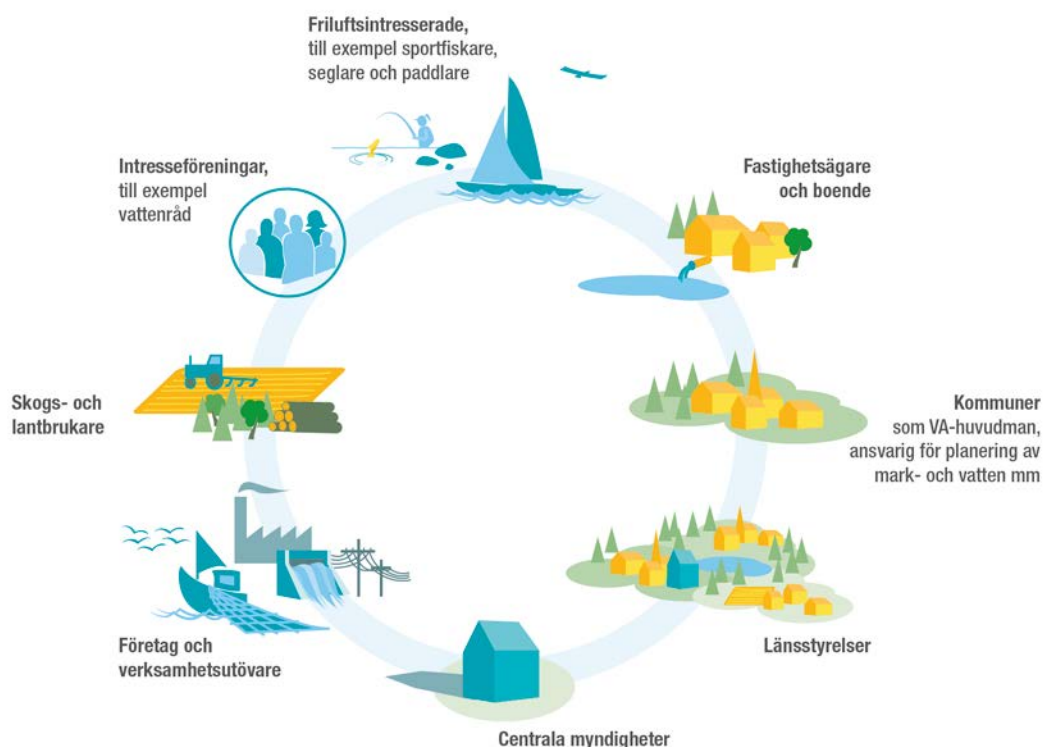 Friluftsintresserade,
till exempel sportfiskare,
seglare och paddlare
Fastighetsägare
och boende
Kommuner
som VA-huvudman,
ansvarig för planering av
mark- och vatten mm
Länsstyrelser
Centrala myndigheter
Företag och
verksamhetsutövare
Skogs- och
lantbrukare
Intresseföreningar,
till exempel
vattenråd